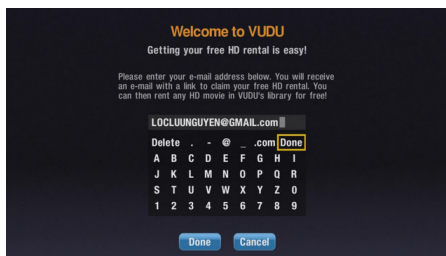 Welcome to VUDU
Getting your free HD rental is easy!
Please enter your e-mail address below. You will receive
an e-mail with a link to claim your free HD rental. You
can then rent any HD movie in VUDU's library for free!
LOCLUUNGUYEN@GMAIL.com
Delete . - @ _ .com Done
A B C D E F G H I
J K L M N O P Q R
S T U V W X Y Z 0
1 2 3 4 5 6 7 8 9
Done Cancel